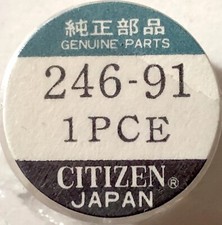 純正部品
GENUINE PARTS
246-91
1PCE
CITIZEN®
JAPAN